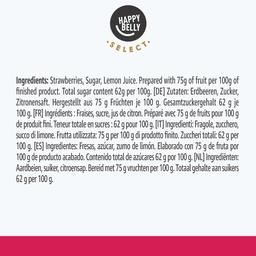 HAPPY
BELLY
SELECT
Ingredients: Strawberries, Sugar, Lemon Juice. Prepared with 75g of fruit per 100g of
finished product. Total sugar content 62g per 100g. [DE] Zutaten: Erdbeeren, Zucker,
Zitronensaft. Hergestellt aus 75 g Früchten je 100 g. Gesamtzuckergehalt 62 g je
100 g. [FR] Ingrédients : Fraises, sucre, jus de citron. Préparé avec 75 g de fruits pour 100 g
de produit fini. Teneur totale en sucres : 62 g pour 100 g. [IT] Ingredienti: Fragole, zucchero,
succo di limone. Frutta utilizzata: 75 g per 100 g di prodotto finito. Zuccheri totali: 62 g per
100 g. [ES] Ingredientes: Fresas, azúcar, zumo de limón. Elaborado con 75 g de fruta por
100 g de producto acabado. Contenido total de azúcares 62 g por 100 g. [NL] Ingrediënten:
Aardbeien, suiker, citroensap. Bereid met 75 g vruchten per 100 g. Totaal gehalte aan suikers
62 g per 100 g.